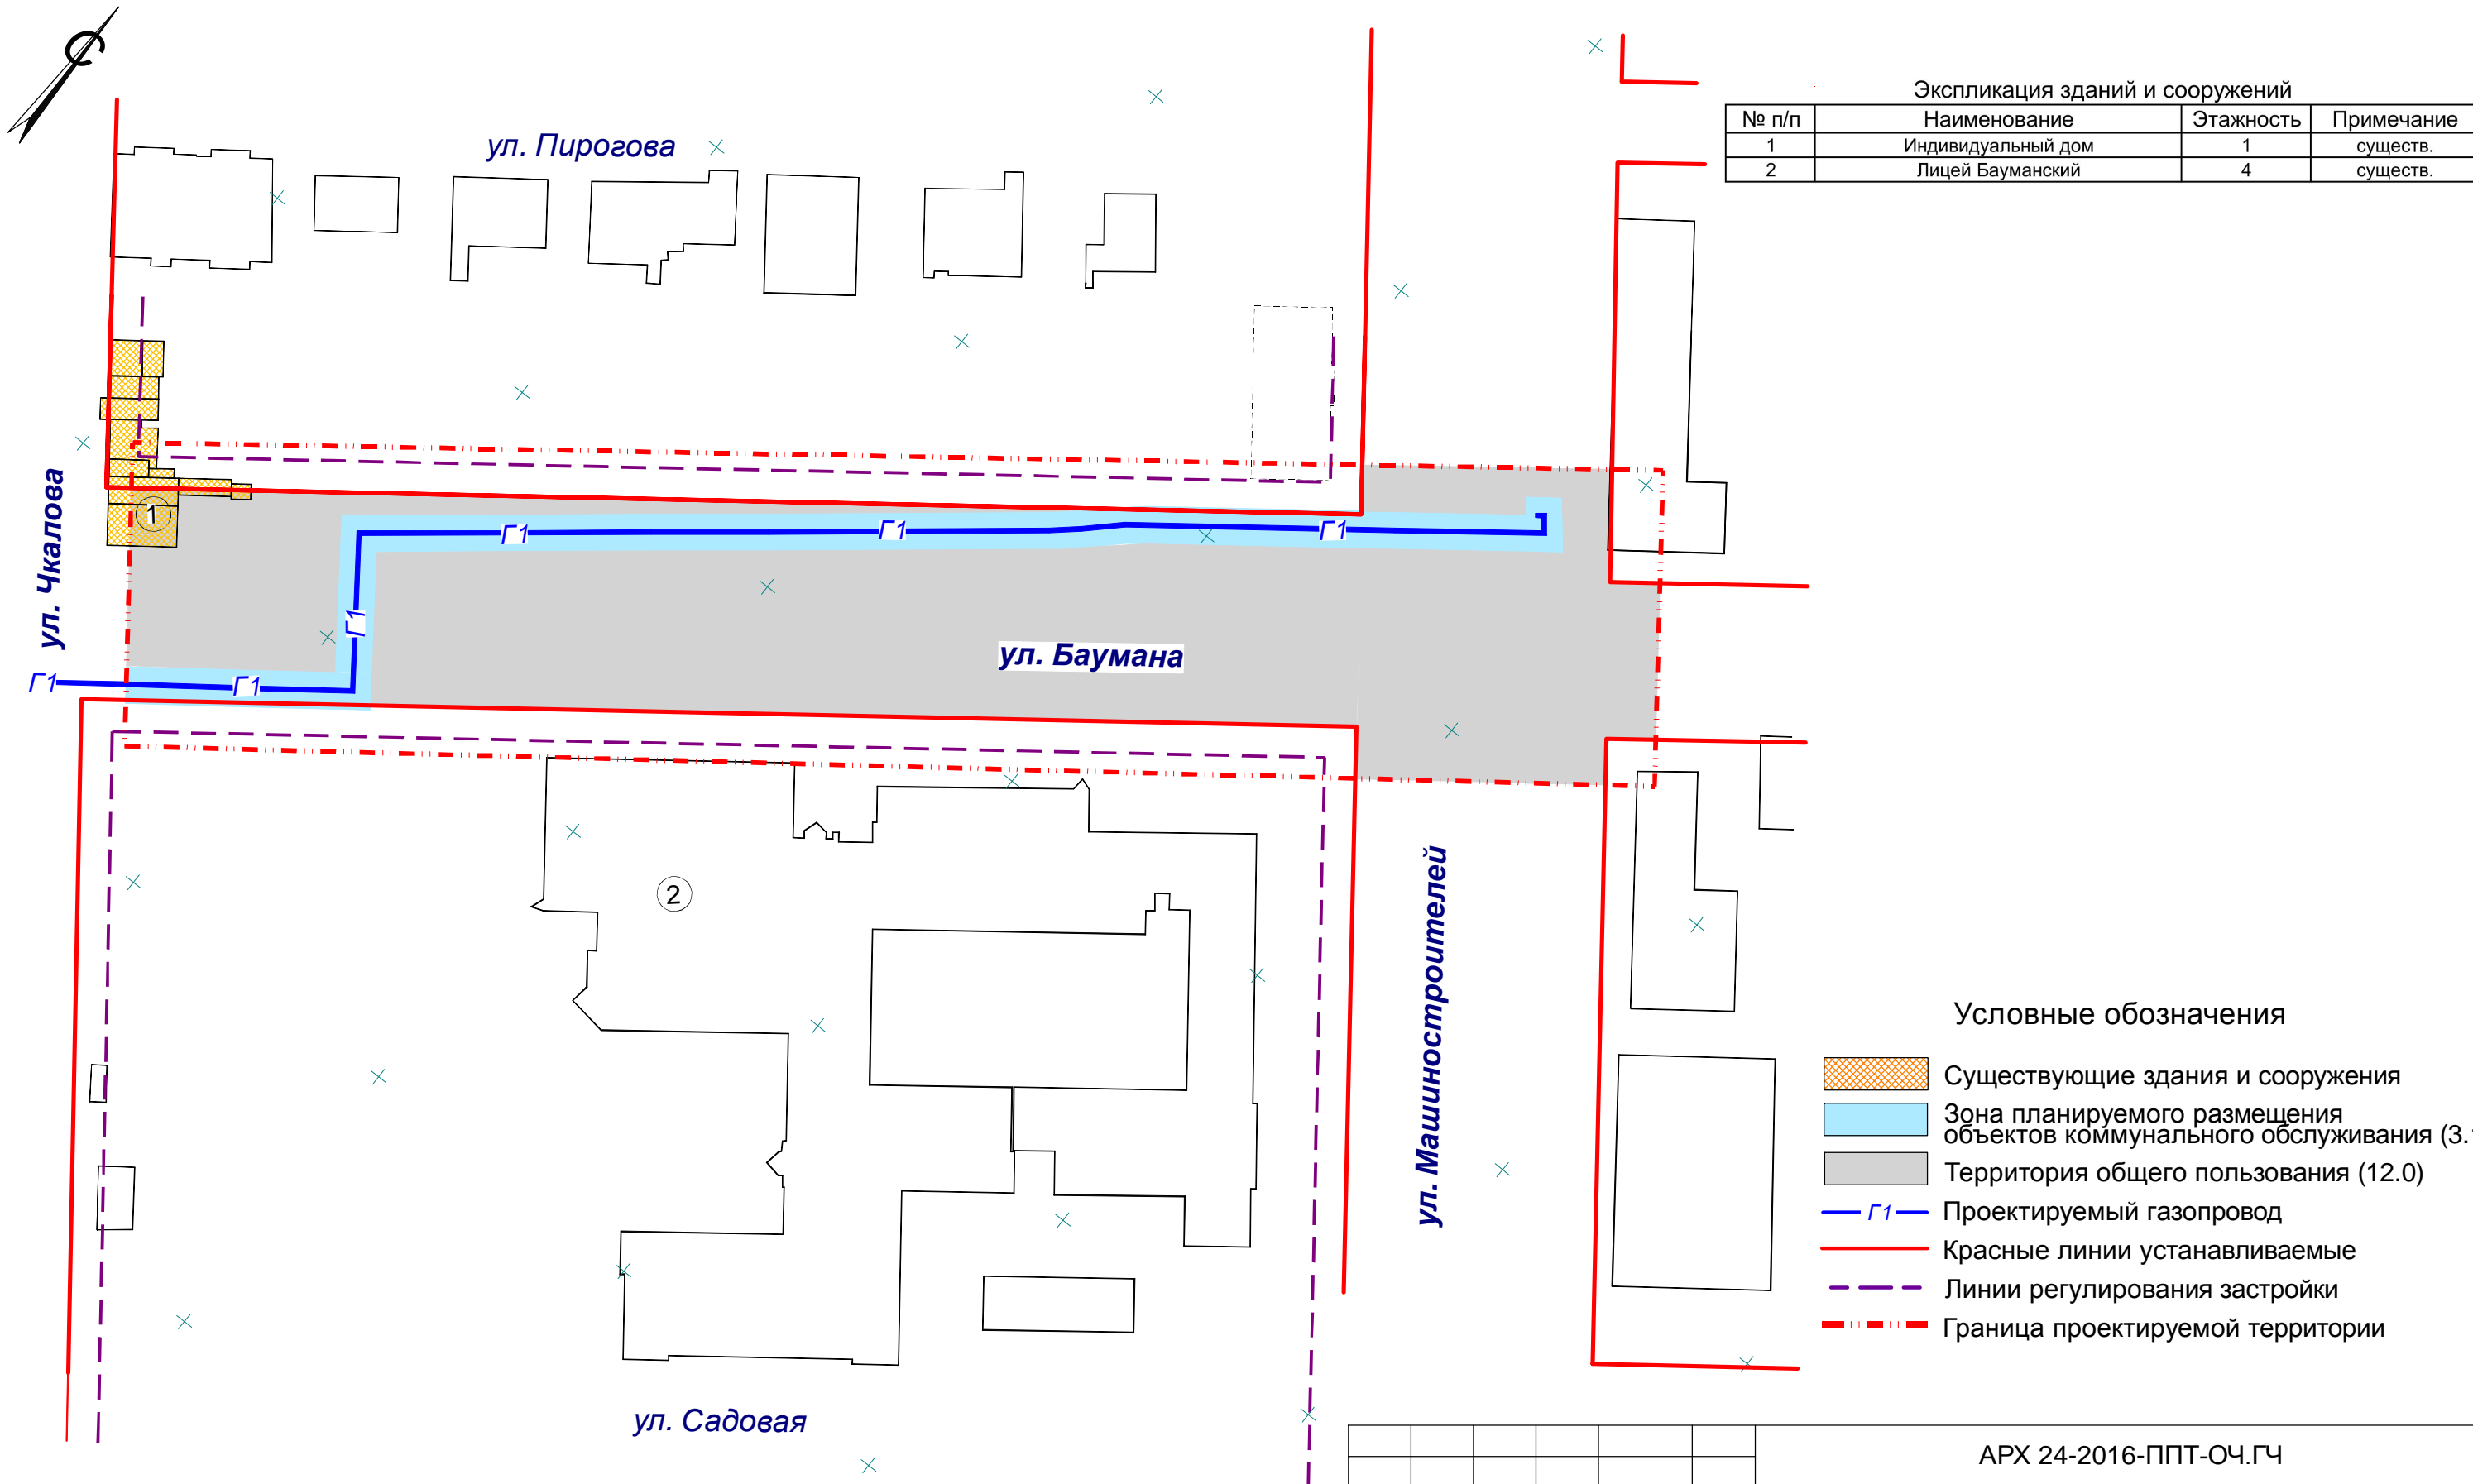 С
Экспликация зданий и сооружений
№ п/п Наименование Этажность Примечание
1 Индивидуальный дом 1 существ.
2 Лицей Бауманский 4 существ.
ул. Пирогова
ул. Чкалова
1
Г1 Г1 Г1
Г1
ул. Баумана
Г1 Г1
2
ул. Машиностроителей
ул. Садовая
Условные обозначения
Существующие здания и сооружения
Зона планируемого размещения
объектов коммунального обслуживания (3.
Территория общего пользования (12.0)
Г1 Проектируемый газопровод
Красные линии устанавливаемые
Линии регулирования застройки
Граница проектируемой территории
АРХ 24-2016-ППТ-ОЧ.ГЧ